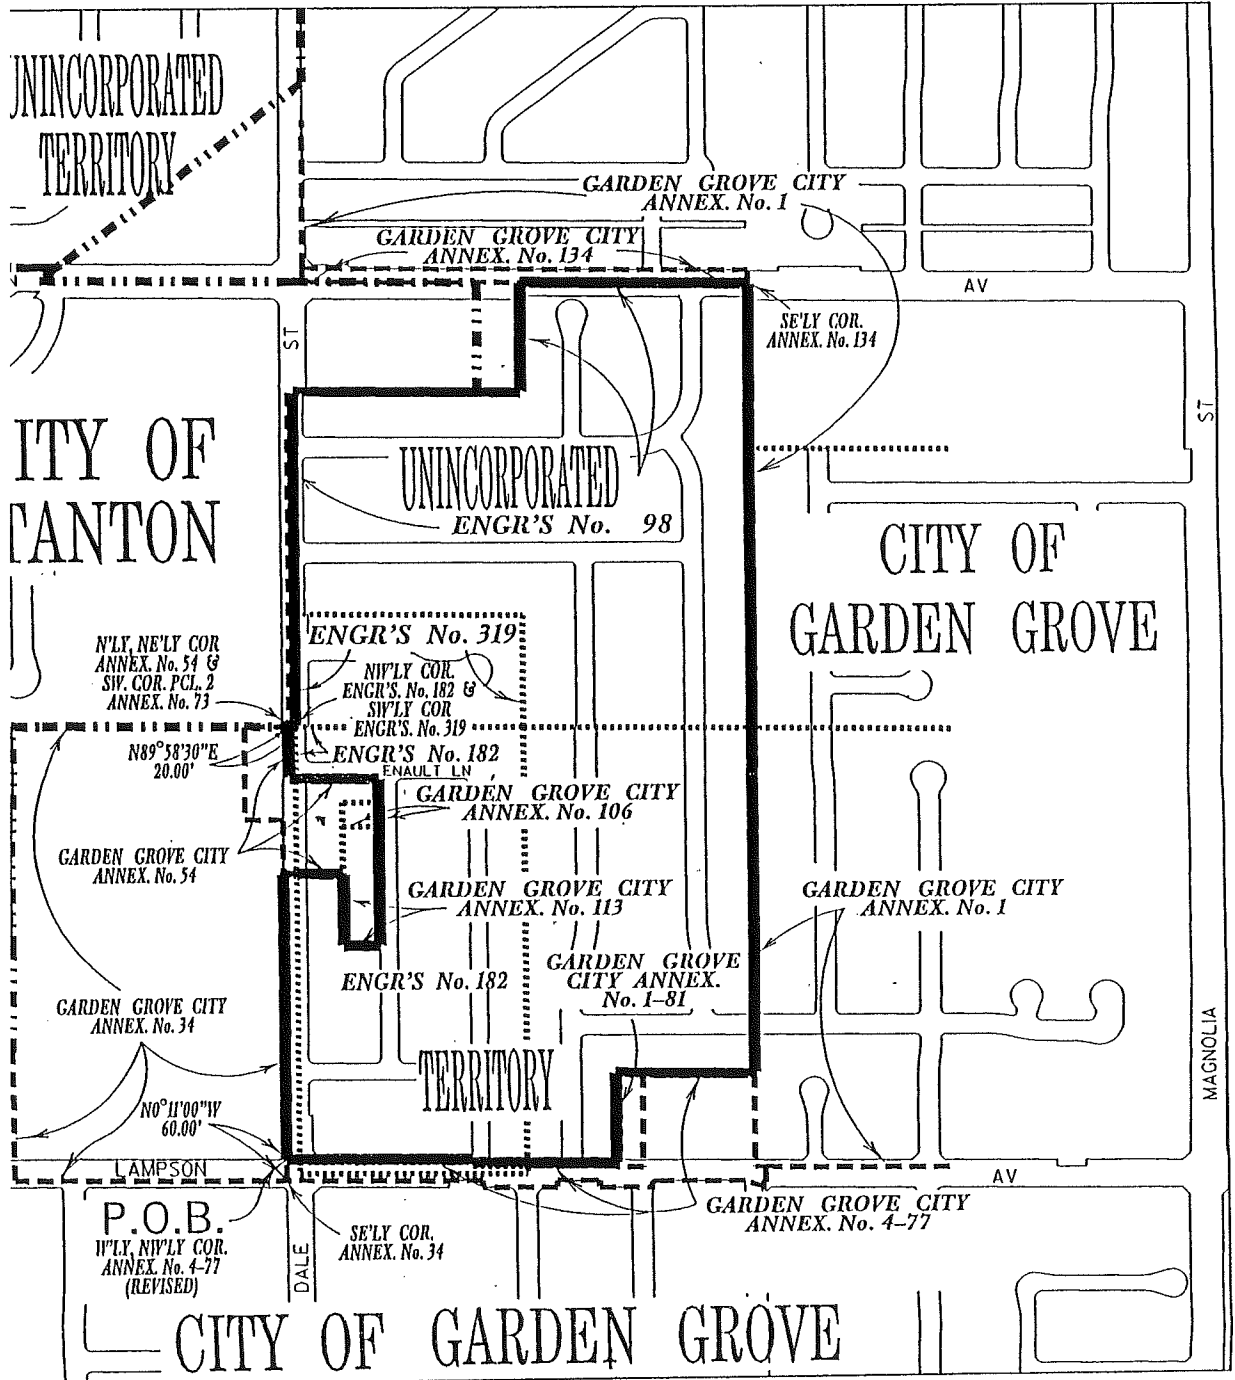 UNINCORPORATED
TERRITORY
GARDEN GROVE CITY
ANNEX. No. 1
GARDEN GROVE CITY
ANNEX. No. 134
AV
SE'LY COR.
ANNEX. No. 134
ST
ST
ITY OF
TANTON
UNINCORPORATED
ENGR'S No. 98
CITY OF
GARDEN GROVE
ENGR'S No. 319
N'LY, NE'LY COR
ANNEX. No. 54 &
SW. COR. PCL. 2
ANNEX. No. 73
NW'LY COR.
ENGR'S. No. 182 &
SW'LY COR
ENGR'S. No. 319
N89°58'30"E
20.00'
ENGR'S No. 182
ENAULT LN
GARDEN GROVE CITY
ANNEX. No. 106
GARDEN GROVE CITY
ANNEX. No. 54
GARDEN GROVE CITY
ANNEX. No. 113
GARDEN GROVE CITY
ANNEX. No. 1
ENGR'S No. 182
GARDEN GROVE
CITY ANNEX.
No. 1-81
GARDEN GROVE CITY
ANNEX. No. 34
TERRITORY
MAGNOLIA
N0°11'00"W
60.00'
LAMPSON
AV
P.O.B.
W'LY, NW'LY COR.
ANNEX. No. 4-77
(REVISED)
DALE
SE'LY COR,
ANNEX. No. 34
GARDEN GROVE CITY
ANNEX. No. 4-77
CITY OF GARDEN GROVE